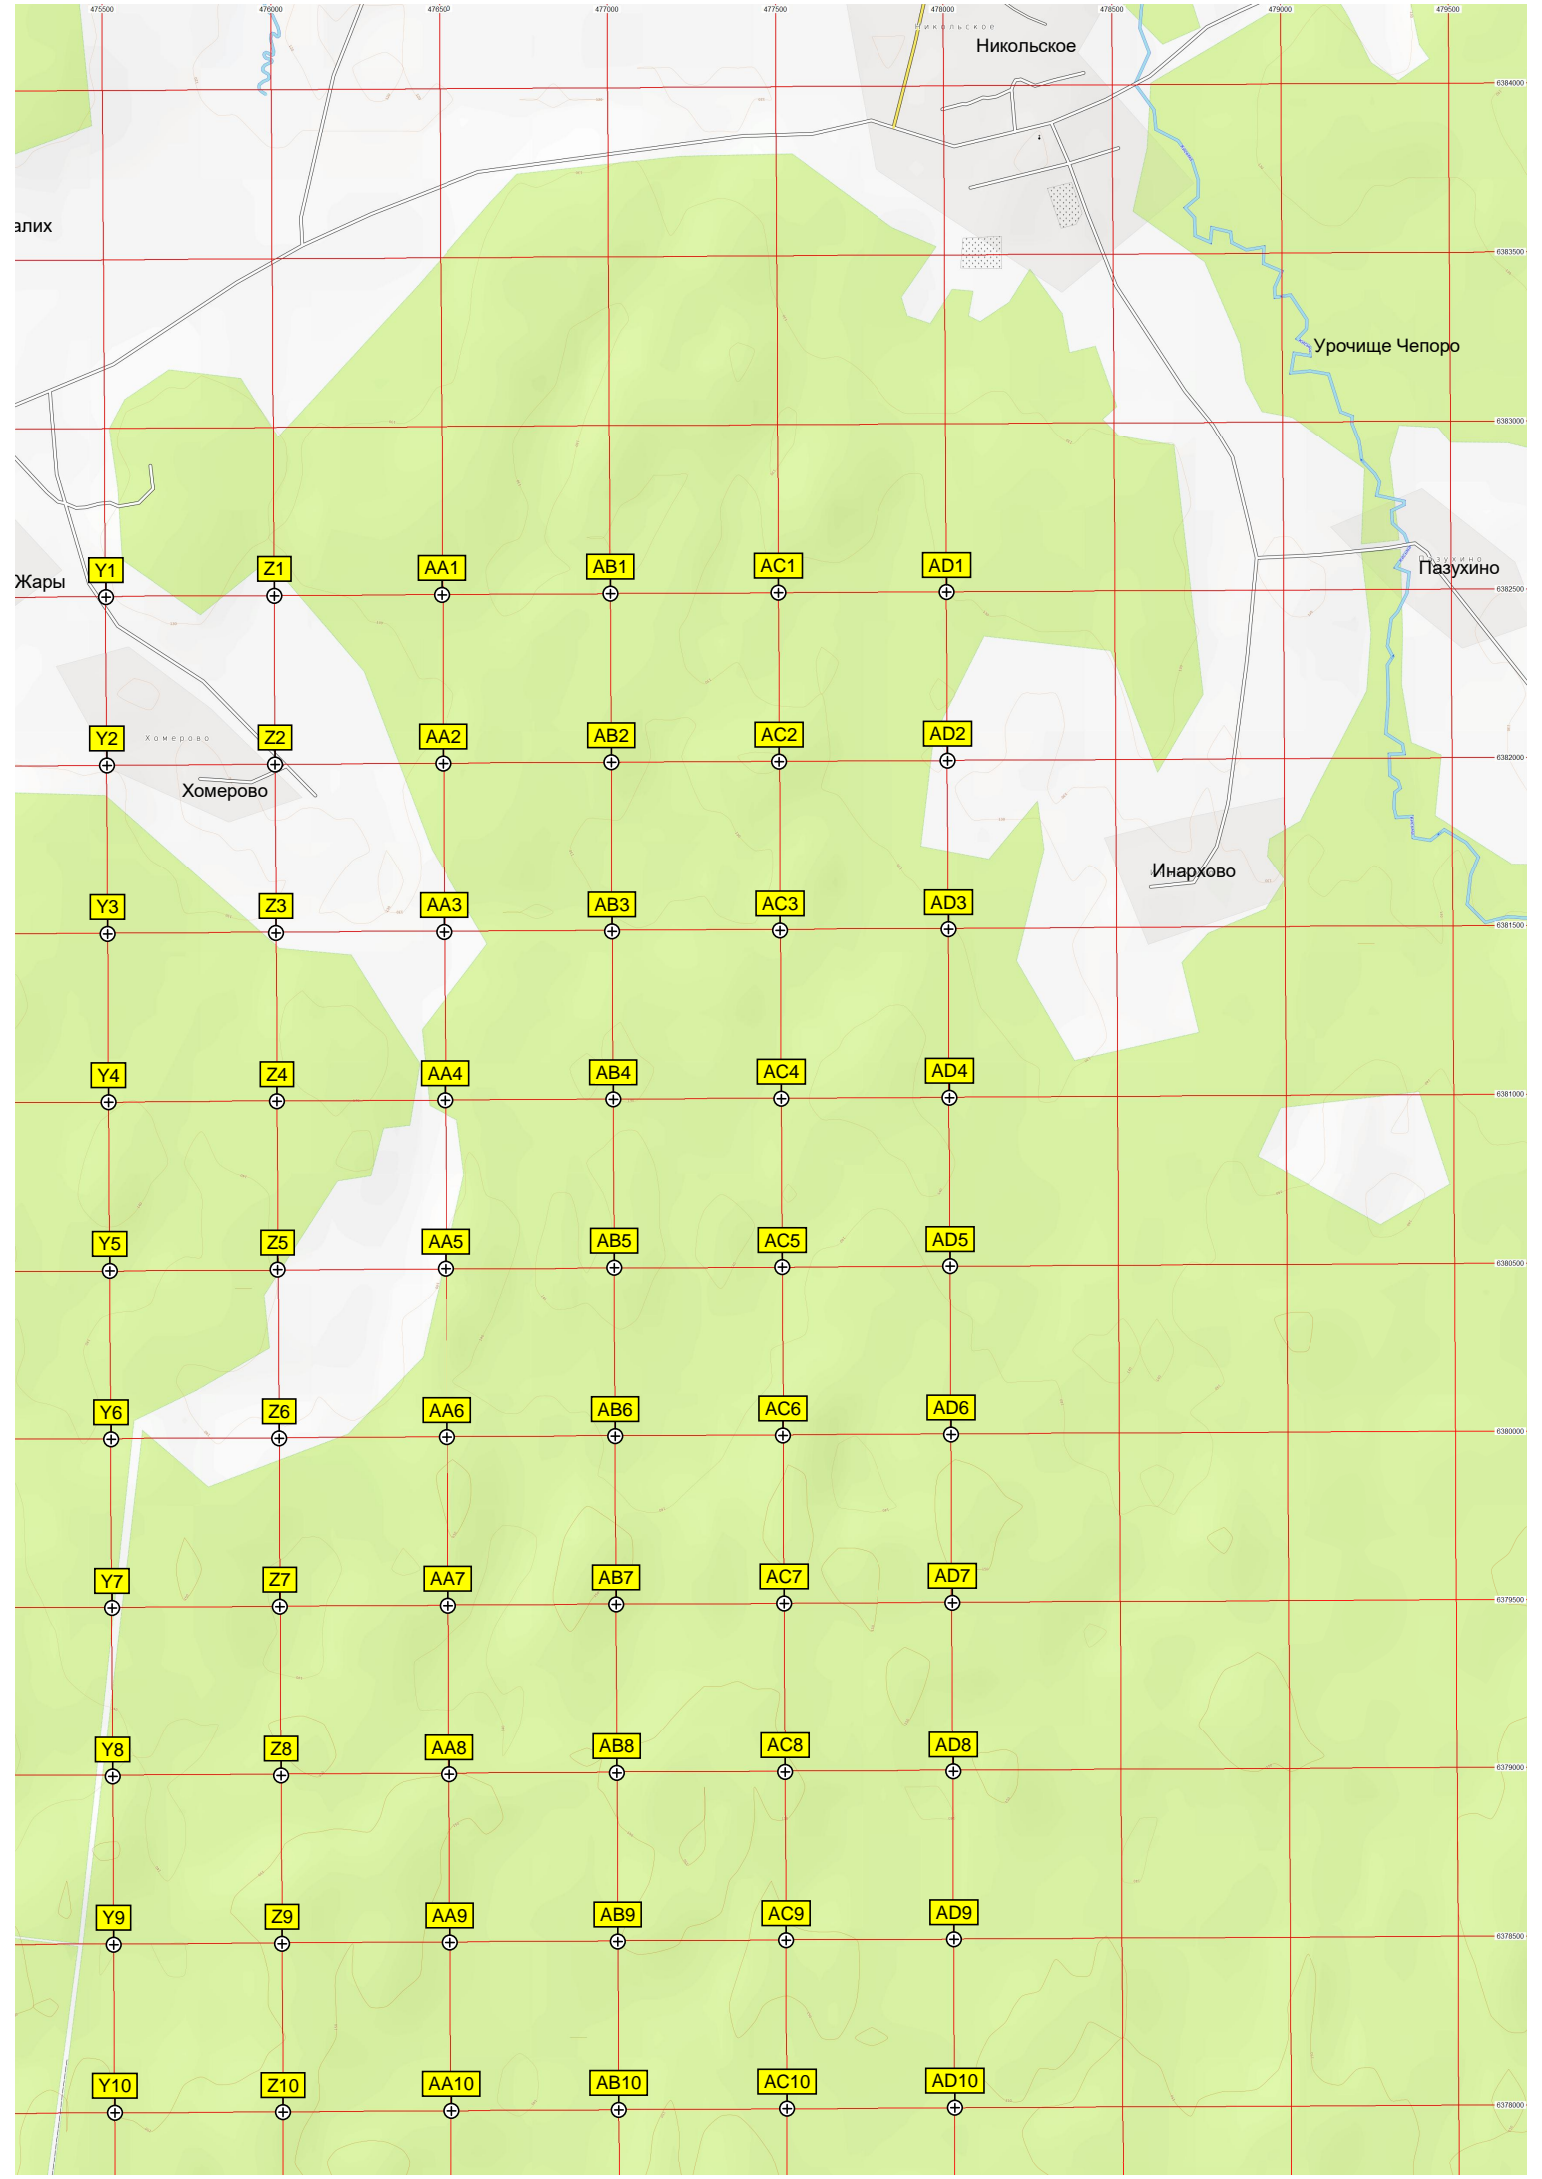 475500 476000 476500 477000 477500 478000 478500 479000 479500
Никольское
Никольское
6384000
алих
6383500
Урочище Чепоро
6383000
Y1 Z1 AA1 AB1 AC1 AD1
Пазухино
Жары
Пазухино
6382500
Y2 Z2 AA2 AB2 AC2 AD2
Хомерово
6382000
Хомерово
Инархово
Y3 Z3 AA3 AB3 AC3 AD3
6381500
Y4 Z4 AA4 AB4 AC4 AD4
6381000
Y5 Z5 AA5 AB5 AC5 AD5
6380500
Y6 Z6 AA6 AB6 AC6 AD6
6380000
Y7 Z7 AA7 AB7 AC7 AD7
6379500
Y8 Z8 AA8 AB8 AC8 AD8
6379000
Y9 Z9 AA9 AB9 AC9 AD9
6378500
Y10 Z10 AA10 AB10 AC10 AD10
6378000